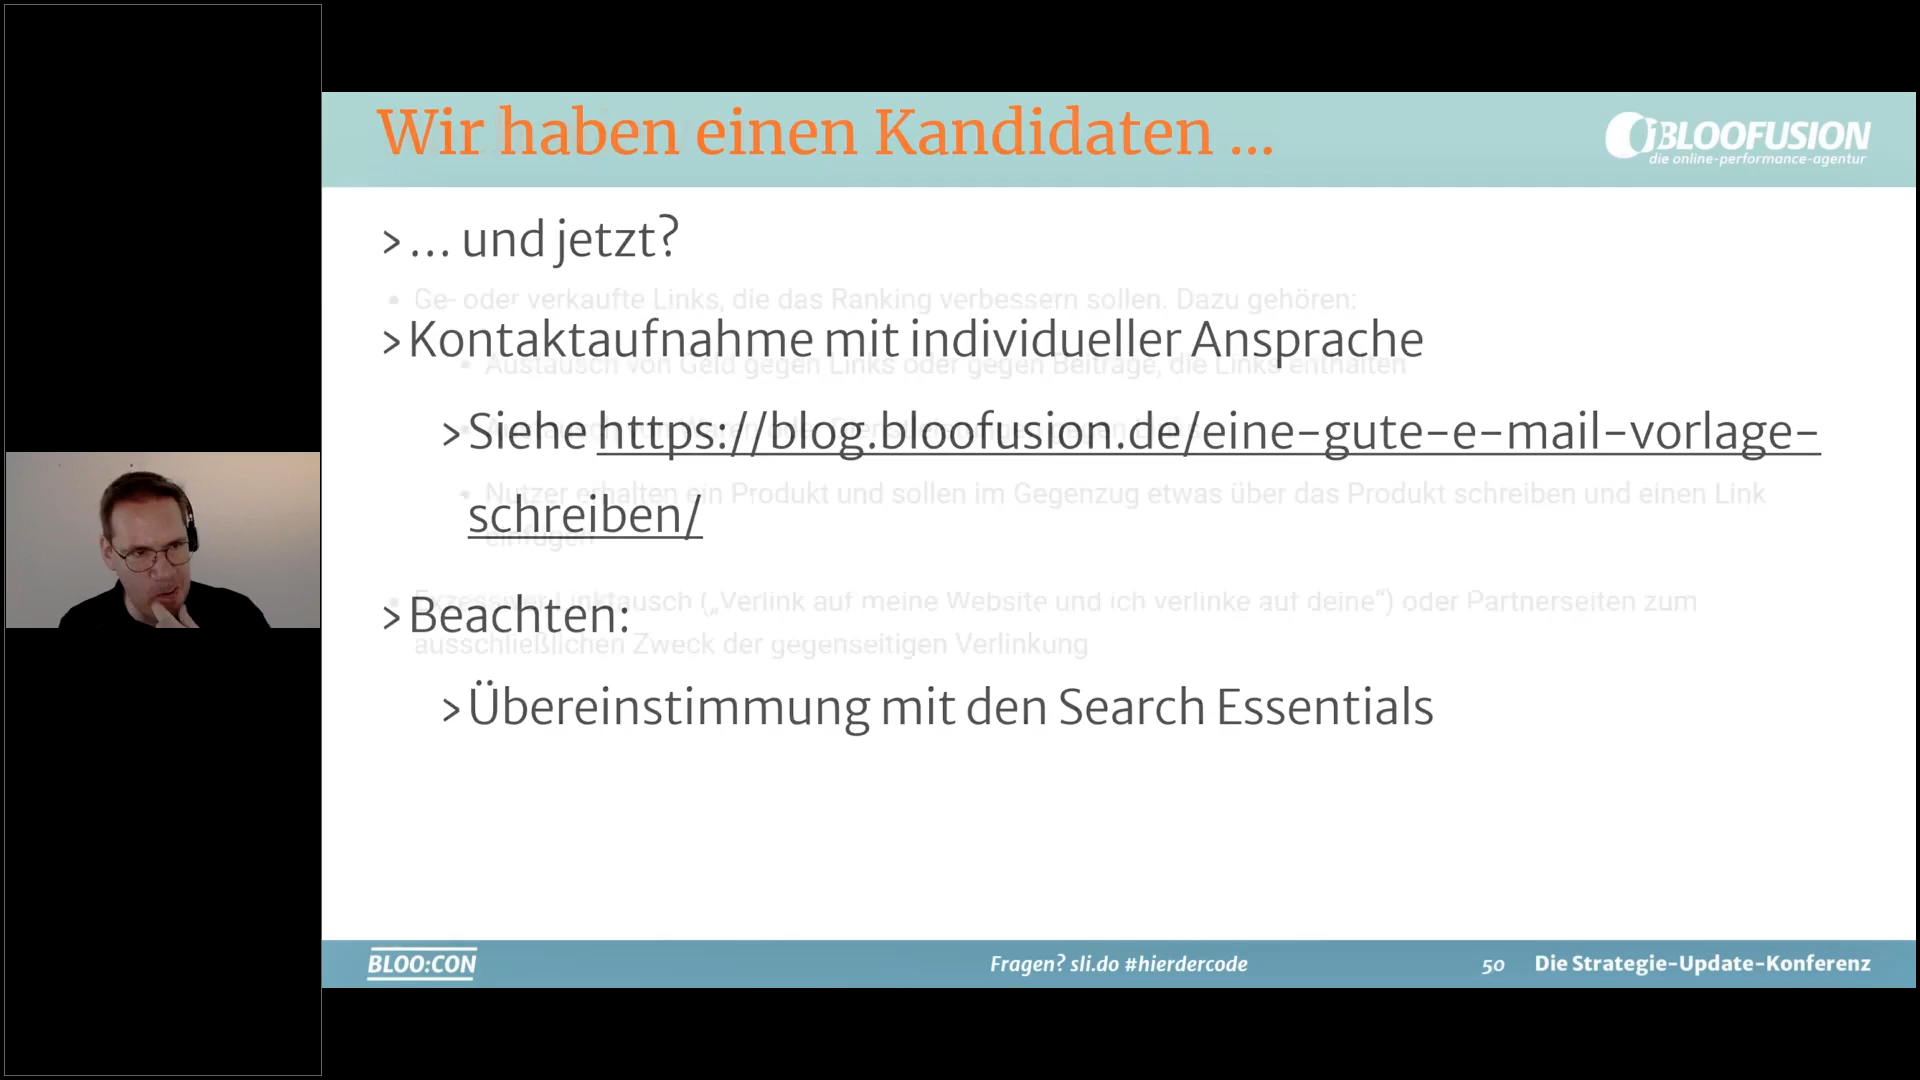 Wir haben einen Kandidaten ...
BLOOFUSION
die online-performance-agentur
>... und jetzt?
• Ge- oder verkaufte Links, die das Ranking verbessern sollen. Dazu gehören:
>Kontaktaufnahme mit individueller Ansprache
• Austausch von Geld gegen Links oder gegen Beiträge, die Links enthalten
>Siehe https://blog.bloofusion.de/eine-gute-e-mail-vorlage-
• Nutzer erhalten ein Produkt und sollen im Gegenzug etwas über das Produkt schreiben und einen Link
schreiben/
einfügen
• Exzessiver Linktausch („Verlink auf meine Website und ich verlinke auf deine“) oder Partnerseiten zum
>Beachten:
ausschließlichen Zweck der gegenseitigen Verlinkung
>Übereinstimmung mit den Search Essentials
BLOO:CON
Fragen? sli.do #hierdercode
50
Die Strategie-Update-Konferenz